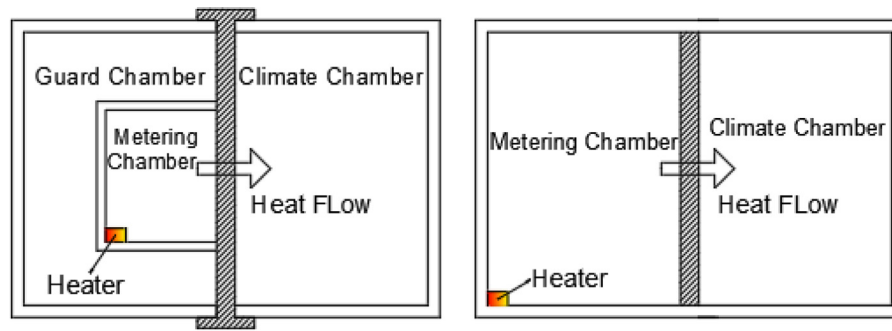 Guard Chamber
Climate Chamber
Metering
Chamber
Heat FLow
Heater
Metering Chamber
Climate Chamber
Heat FLow
Heater